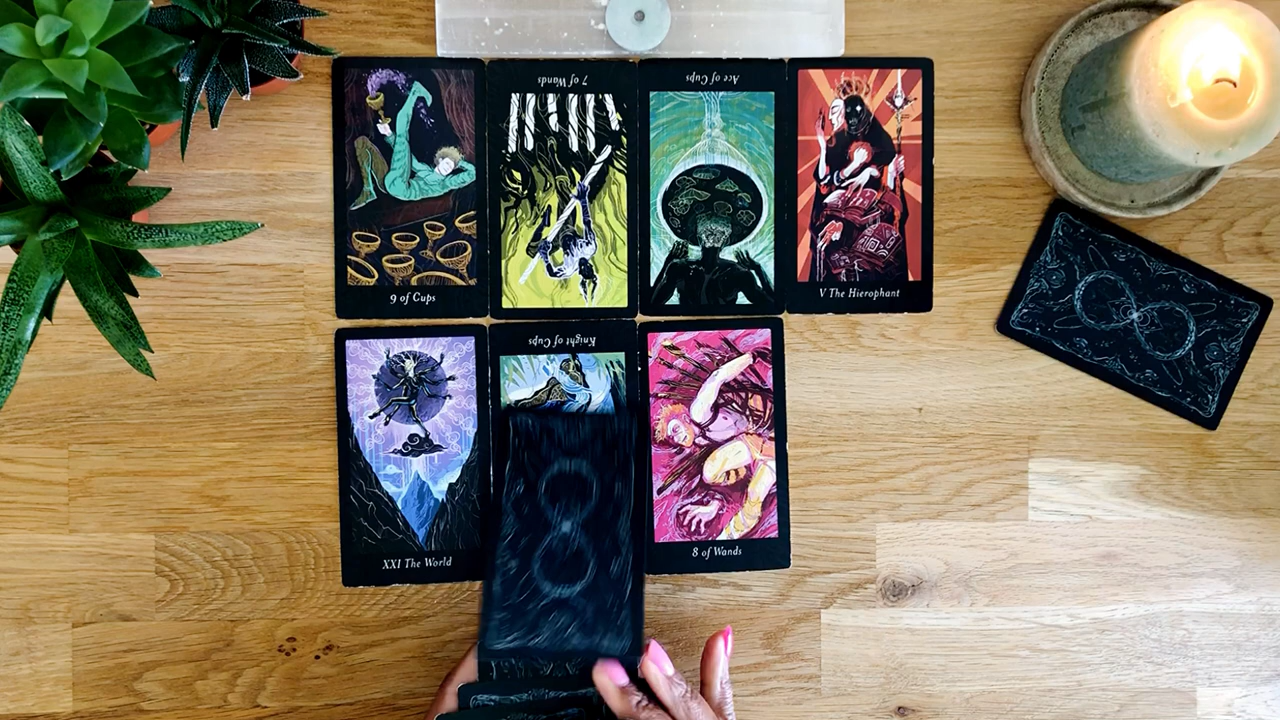 9 of Cups
7 of Wands
Ace of Cups
V The Hierophant
XXI The World
Knight of Cups
8 of Wands